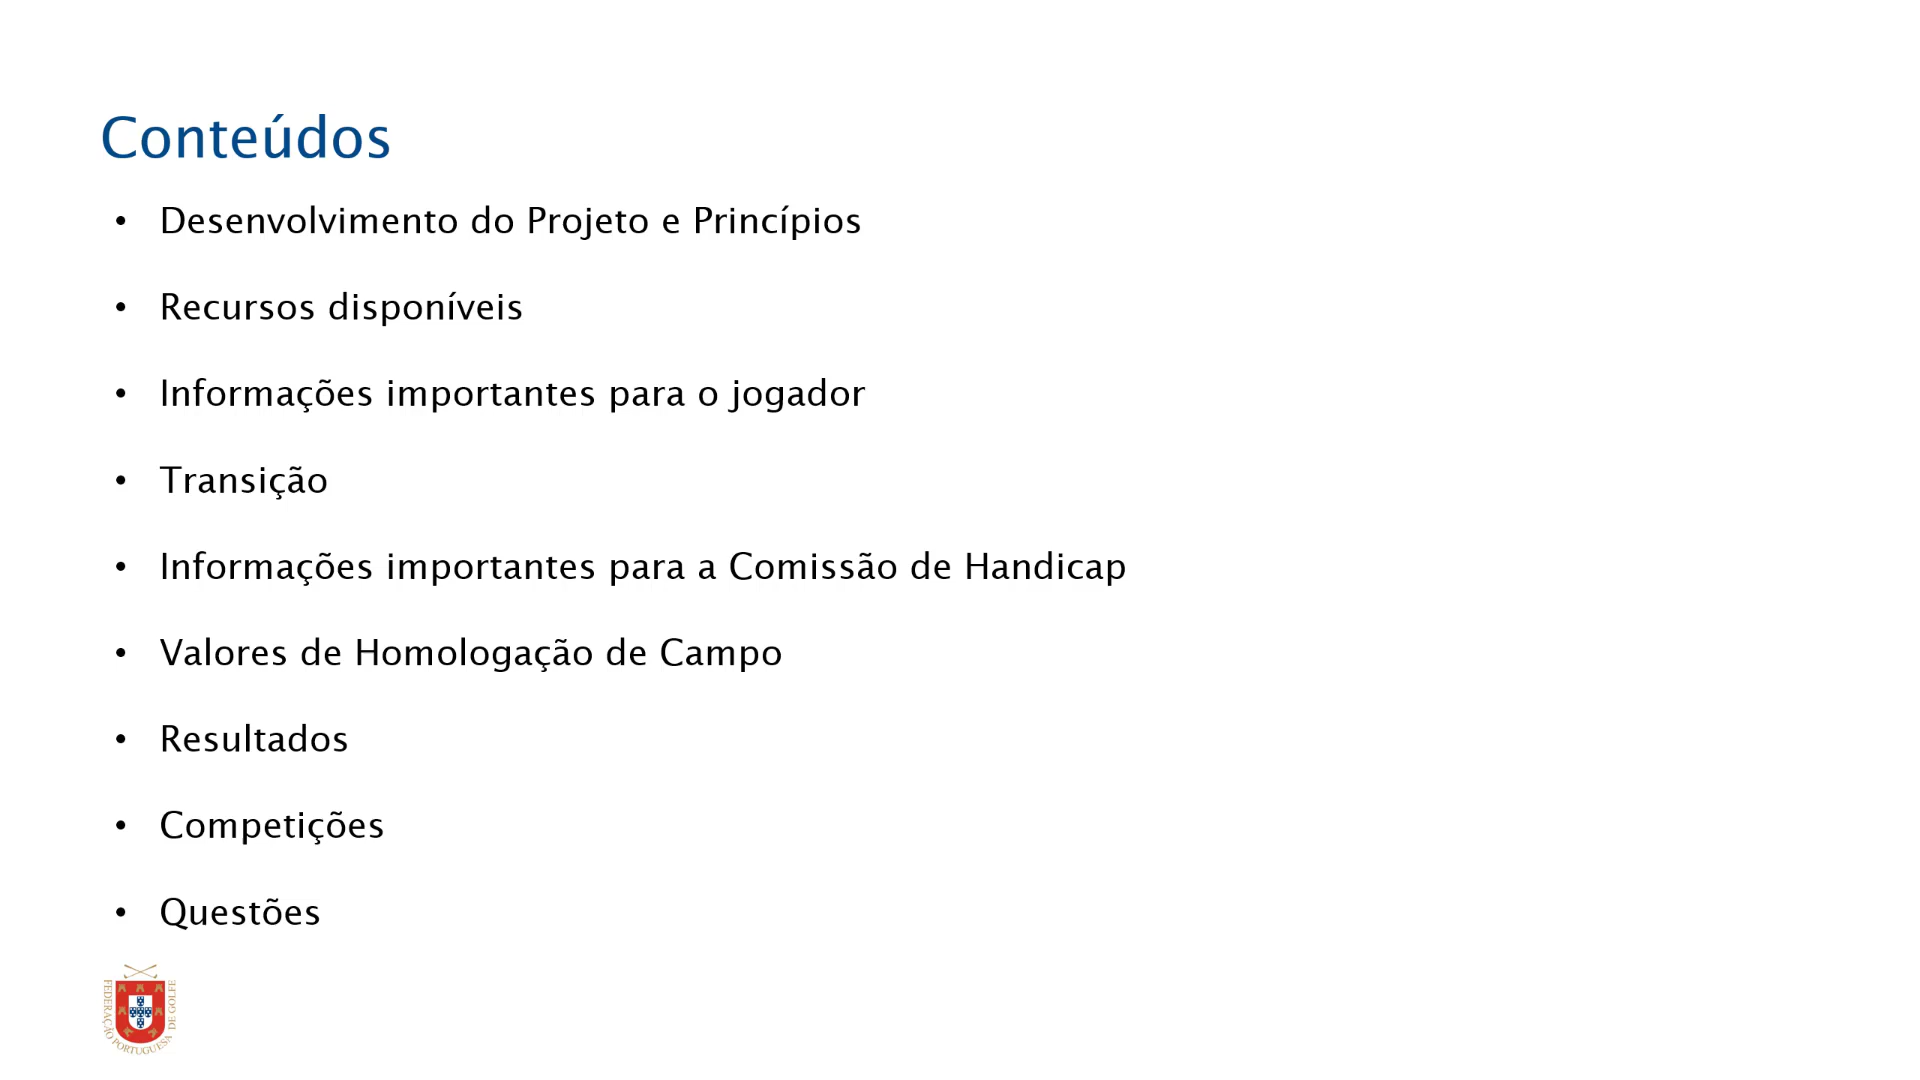 Conteúdos
• Desenvolvimento do Projeto e Princípios
• Recursos disponíveis
• Informações importantes para o jogador
• Transição
• Informações importantes para a Comissão de Handicap
• Valores de Homologação de Campo
• Resultados
• Competições
• Questões
FEDERAÇÃO PORTUGUESA DE GOLFE